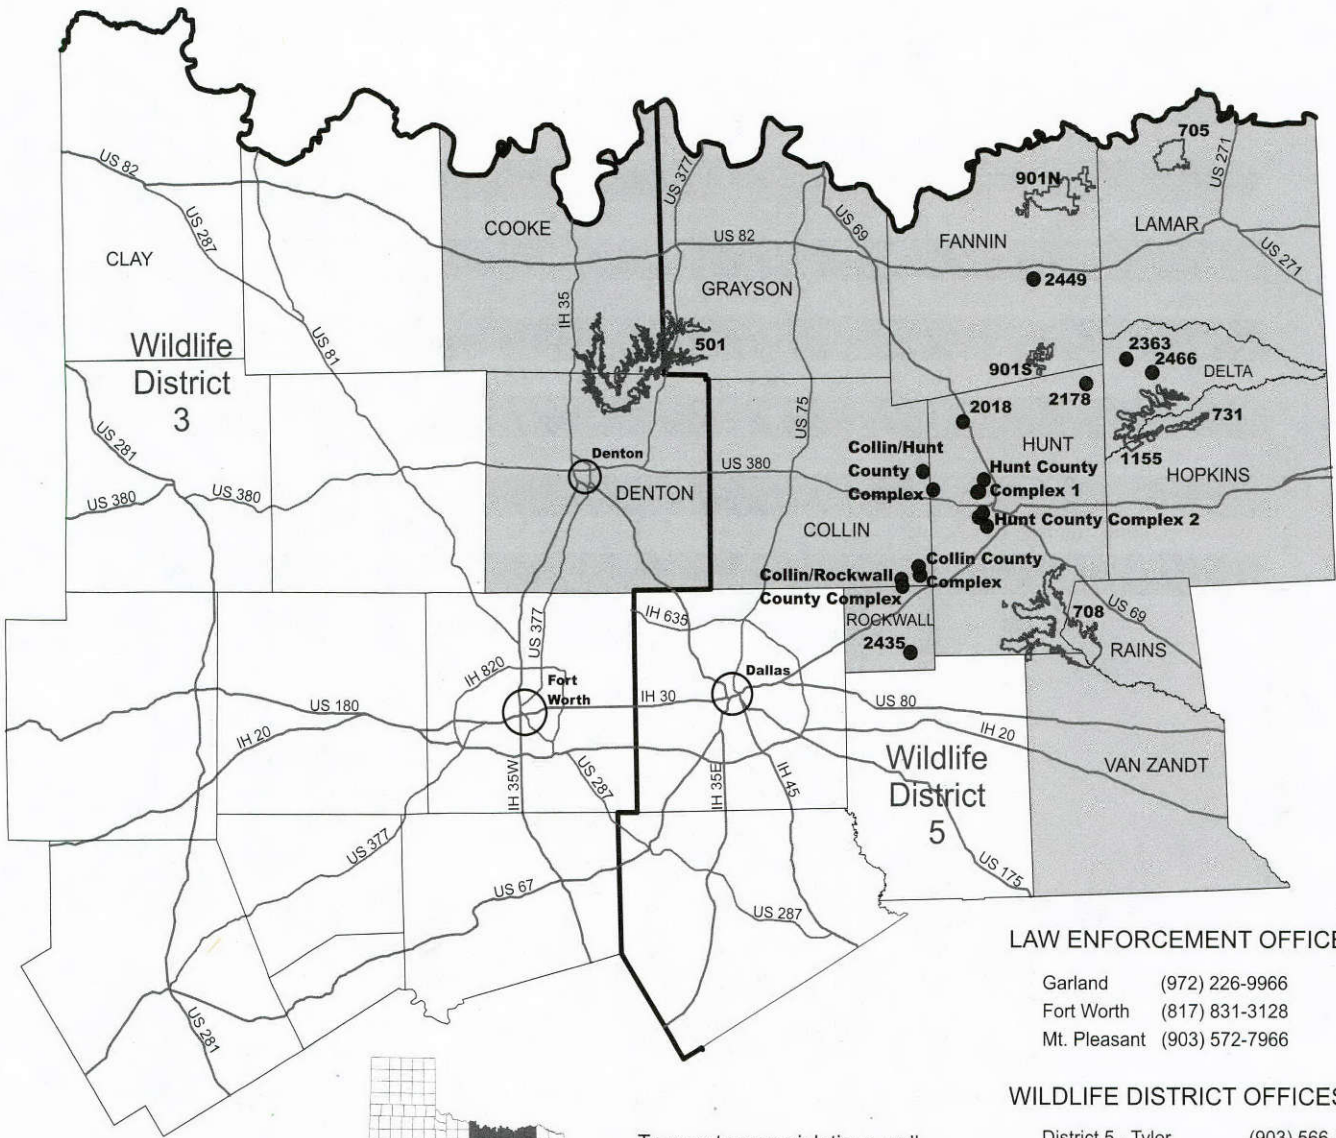 US 82
US 287
CLAY
Wildlife
District
3
US 81
COOKE
IH 35
US 377
US 82
GRAYSON
501
US 69
901N
FANNIN
2449
901S
705
US 271
LAMAR
US 271
2363
2466
DELTA
2178
2018
HUNT
731
1155
HOPKINS
US 281
US 380
US 380
Denton
DENTON
US 75
US 380
Collin/Hunt
County
Complex
Hunt County
Complex 1
Hunt County Complex 2
COLLIN
Collin County
Complex
Collin/Rockwall
County Complex
ROCKWALL
2435
708
US 69
RAINS
IH 635
US 377
IH 820
Fort
Worth
IH 30
Dallas
US 180
IH 20
US 80
IH 20
VAN ZANDT
Wildlife
District
5
IH 35W
US 287
IH 35E
IH 45
US 377
US 67
US 175
US 287
US 281
LAW ENFORCEMENT OFFICE
Garland (972) 226-9966
Fort Worth (817) 831-3128
Mt. Pleasant (903) 572-7966
WILDLIFE DISTRICT OFFICES
District 5 Tyler (903) 566